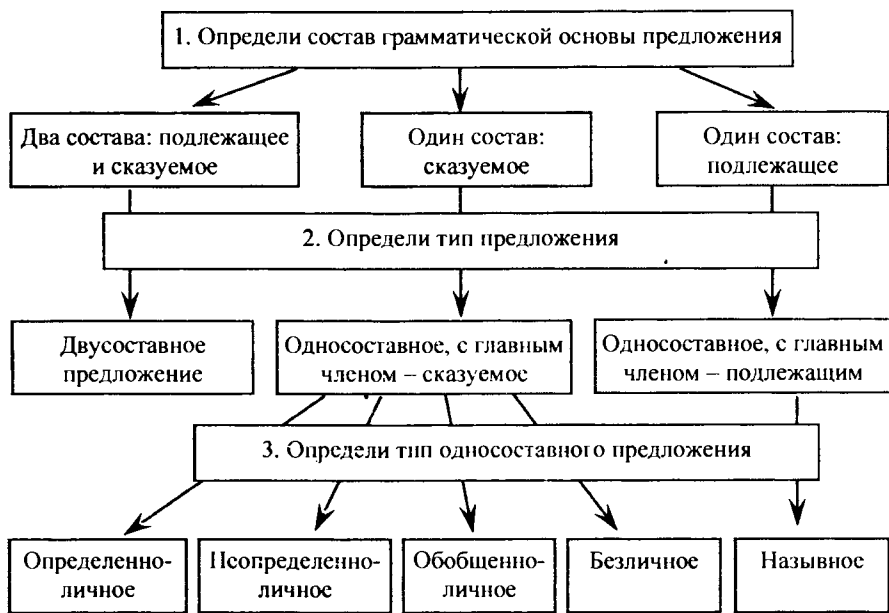 1. Определи состав грамматической основы предложения
Два состава: подлежащее
и сказуемое
Один состав:
сказуемое
Один состав:
подлежащее
2. Определи тип предложения
Двусоставное
предложение
Односоставное, с главным
членом – сказуемос
Односоставное, с главным
членом – подлежащим
3. Определи тип односоставного предложения
Определенно-
личное
Неопределенно-
личное
Обобщенно-
личное
Безличное
Назывное